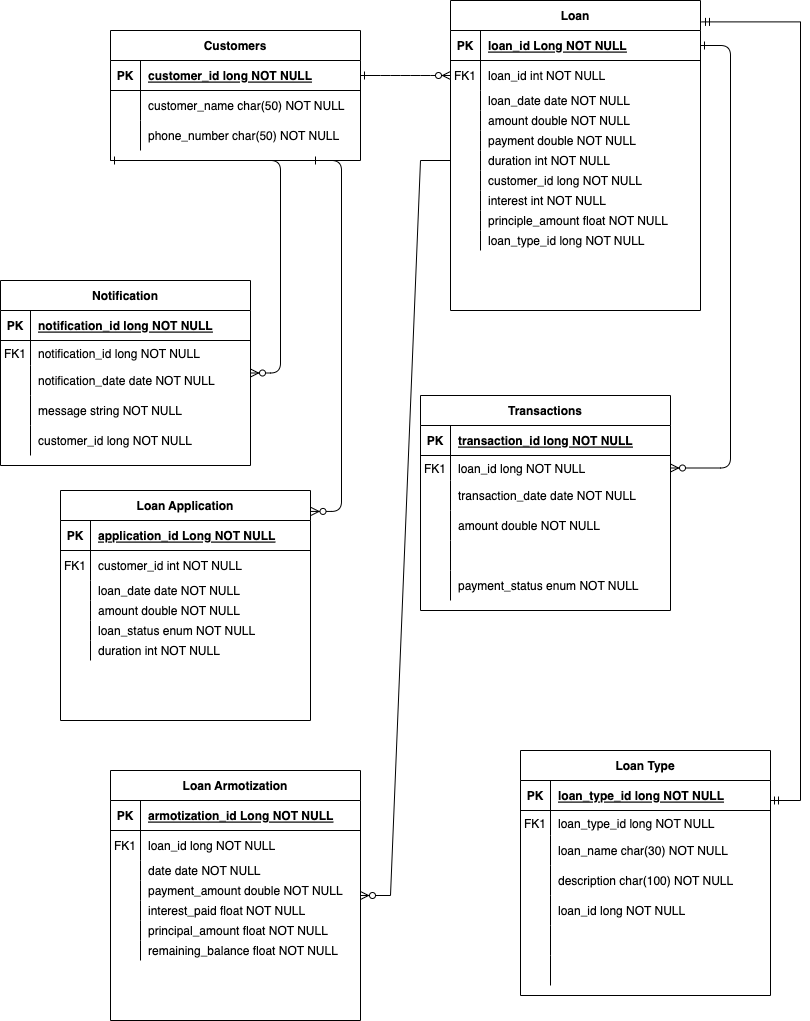 Customers
PK customer_id long NOT NULL
customer_name char(50) NOT NULL
phone_number char(50) NOT NULL
Loan
PK loan_id Long NOT NULL
FK1 loan_id int NOT NULL
loan_date date NOT NULL
amount double NOT NULL
payment double NOT NULL
duration int NOT NULL
customer_id long NOT NULL
interest int NOT NULL
principle_amount float NOT NULL
loan_type_id long NOT NULL
Notification
PK notification_id long NOT NULL
FK1 notification_id long NOT NULL
notification_date date NOT NULL
message string NOT NULL
customer_id long NOT NULL
Transactions
PK transaction_id long NOT NULL
FK1 loan_id long NOT NULL
transaction_date date NOT NULL
amount double NOT NULL
payment_status enum NOT NULL
Loan Application
PK application_id Long NOT NULL
FK1 customer_id int NOT NULL
loan_date date NOT NULL
amount double NOT NULL
loan_status enum NOT NULL
duration int NOT NULL
Loan Armotization
PK armotization_id Long NOT NULL
FK1 loan_id long NOT NULL
date date NOT NULL
payment_amount double NOT NULL
interest_paid float NOT NULL
principal_amount float NOT NULL
remaining_balance float NOT NULL
Loan Type
PK loan_type_id long NOT NULL
FK1 loan_type_id long NOT NULL
loan_name char(30) NOT NULL
description char(100) NOT NULL
loan_id long NOT NULL